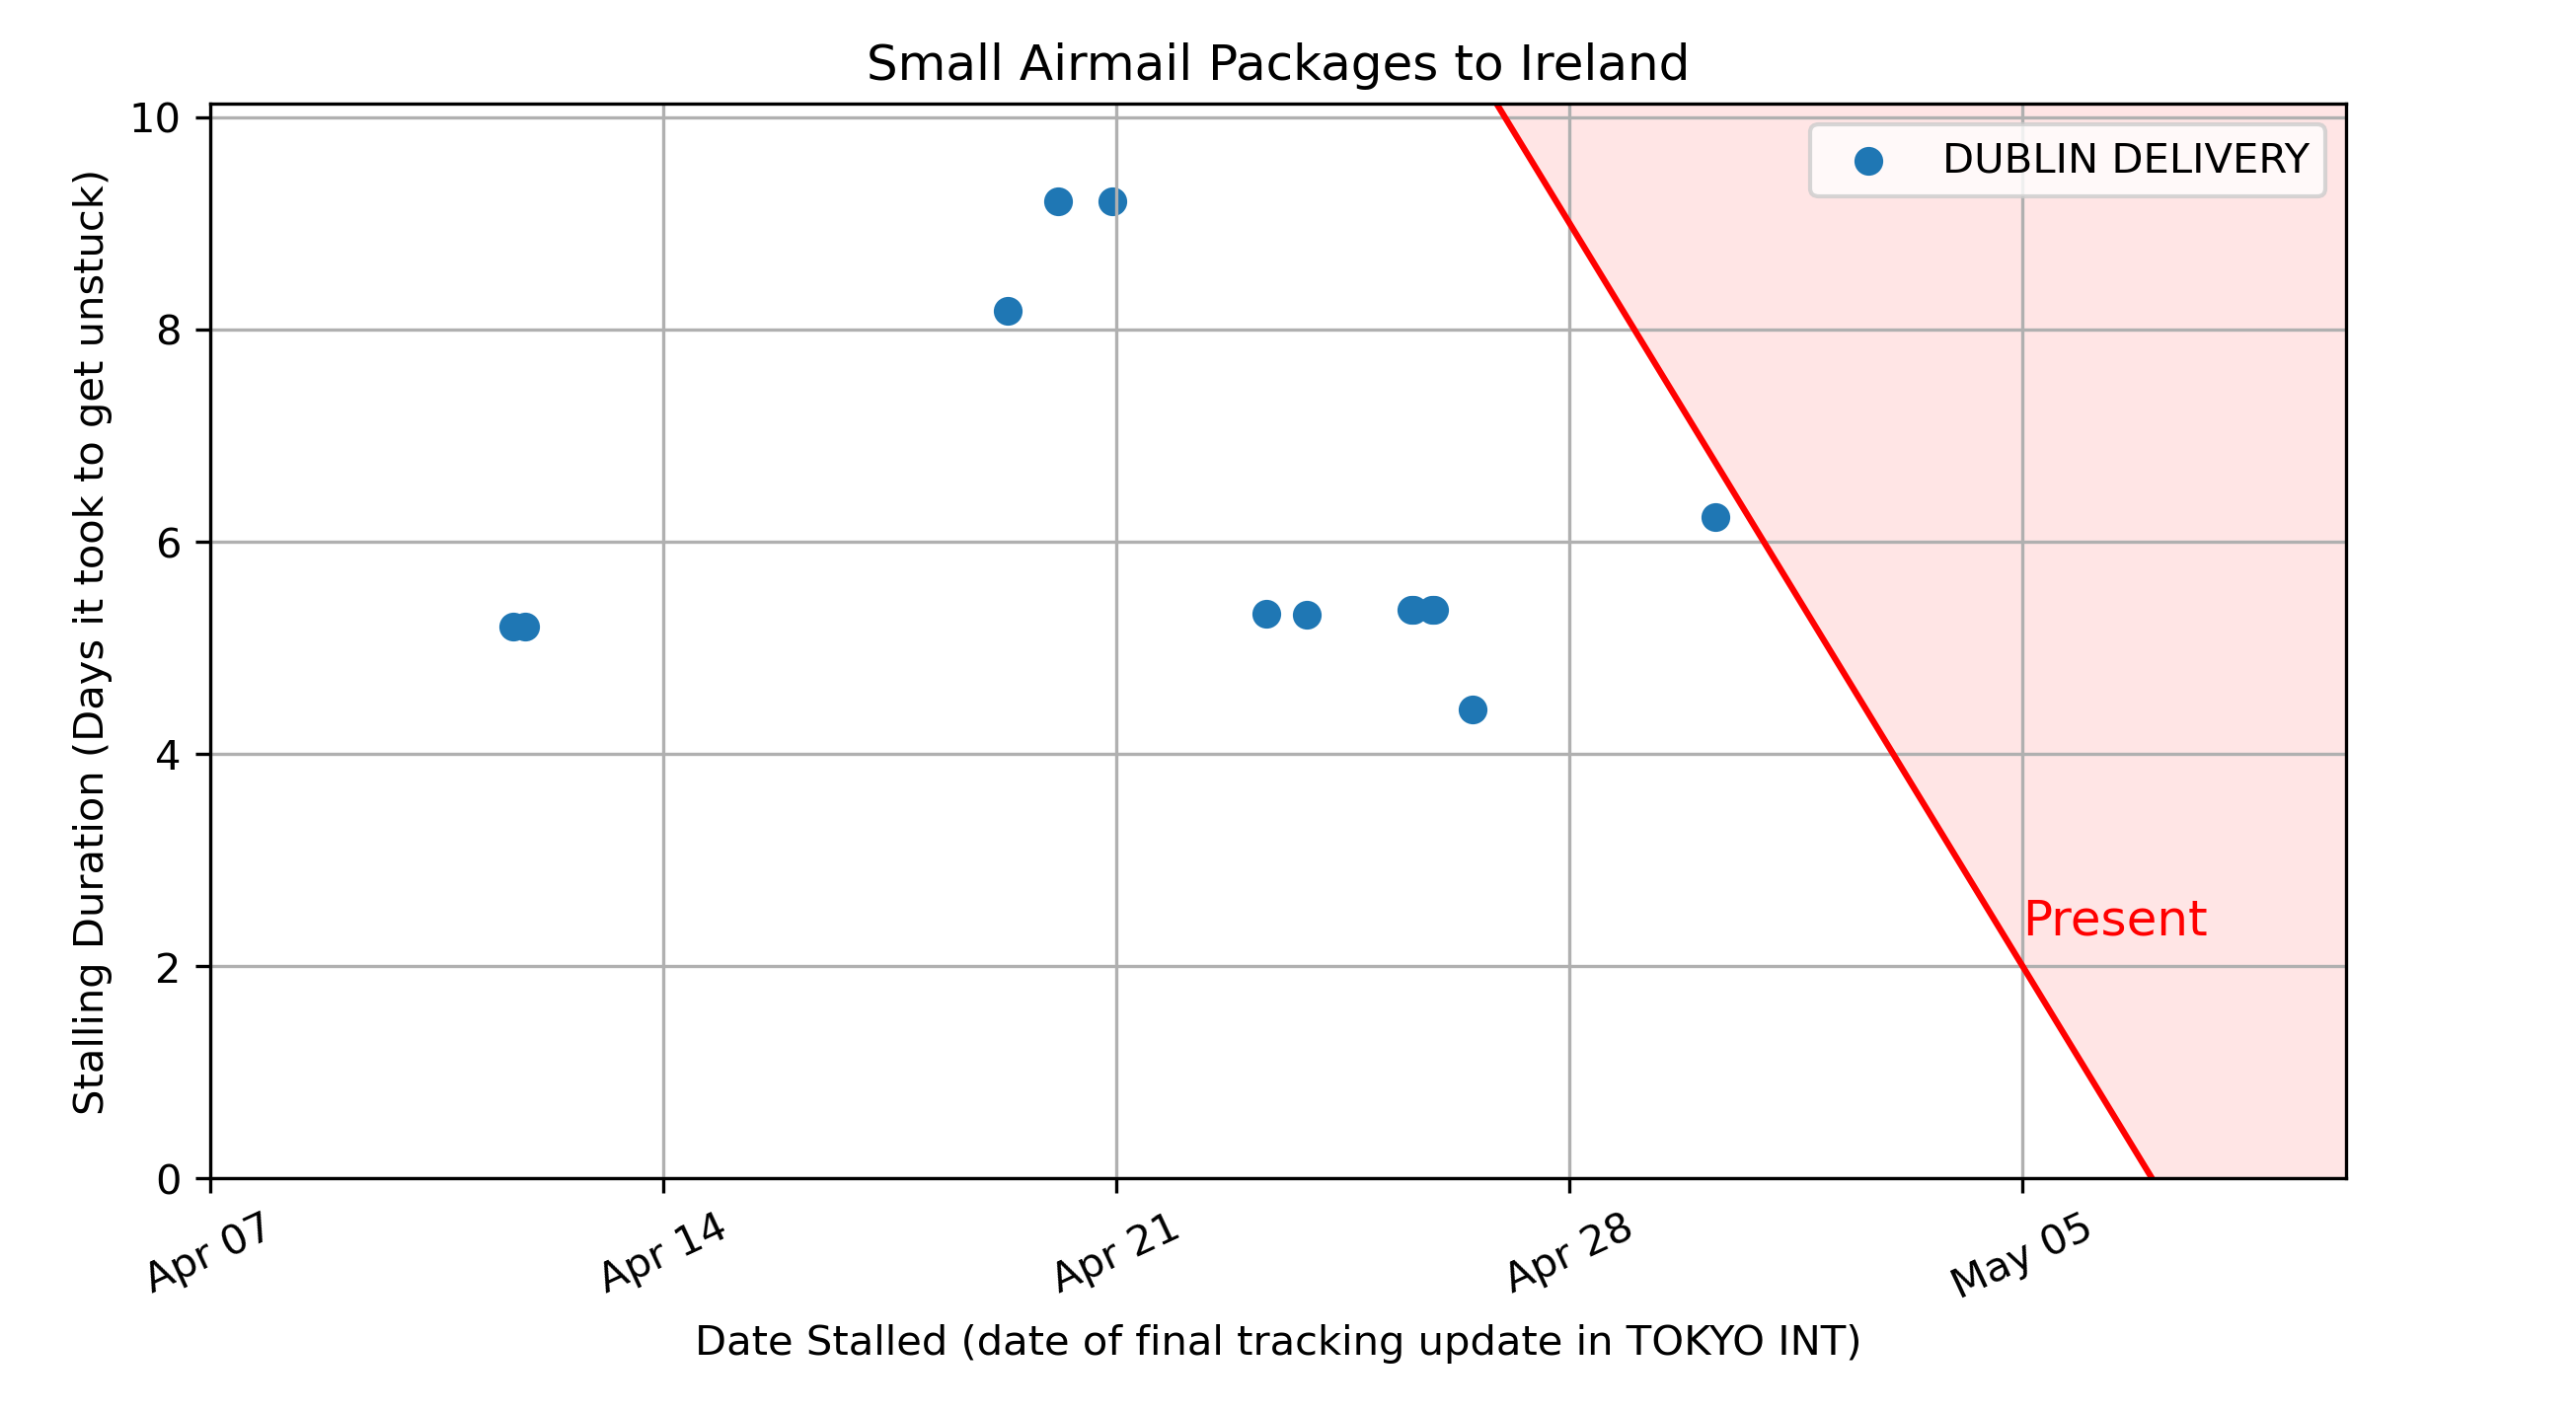 Small Airmail Packages to Ireland
Stalling Duration (Days it took to get unstuck)
10
8
6
4
2
0
DUBLIN DELIVERY
Present
Apr 07
Apr 14
Apr 21
Apr 28
May 05
Date Stalled (date of final tracking update in TOKYO INT)